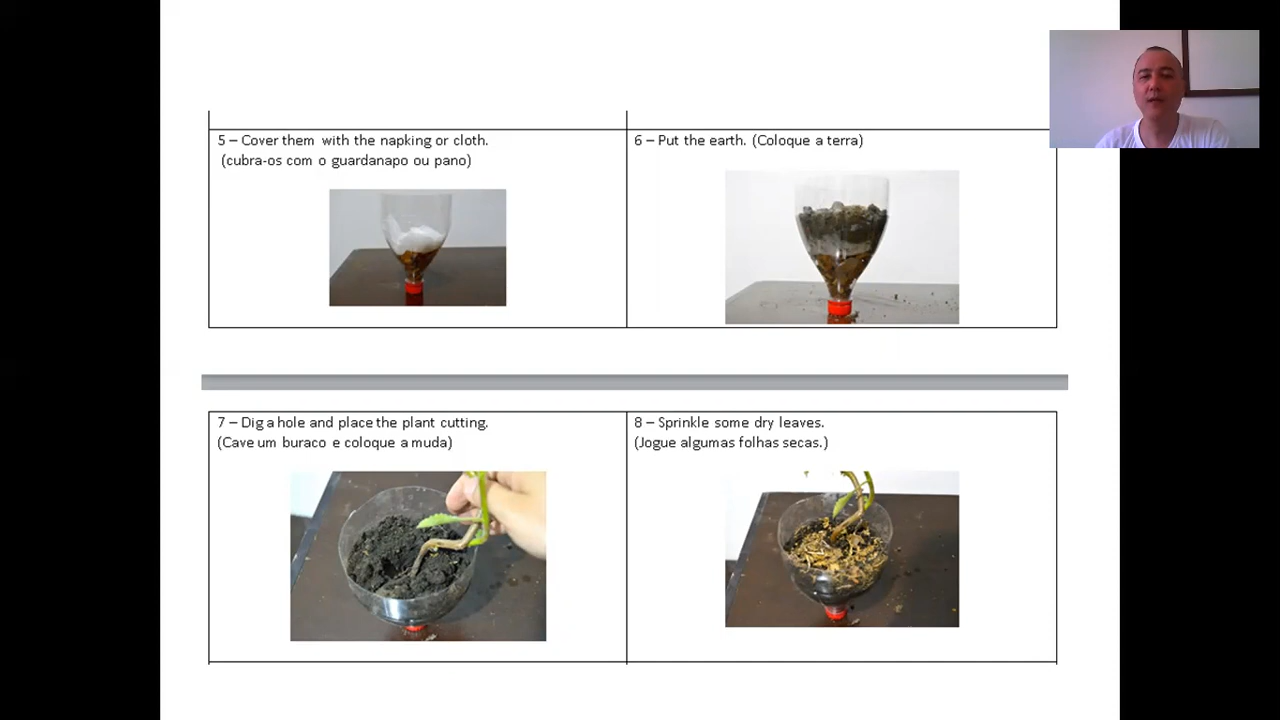 5 – Cover them with the napking or cloth.
(cubra-os com o guardanapo ou pano)
6 – Put the earth. (Coloque a terra)
7 – Dig a hole and place the plant cutting.
(Cave um buraco e coloque a muda)
8 – Sprinkle some dry leaves.
(Jogue algumas folhas secas.)